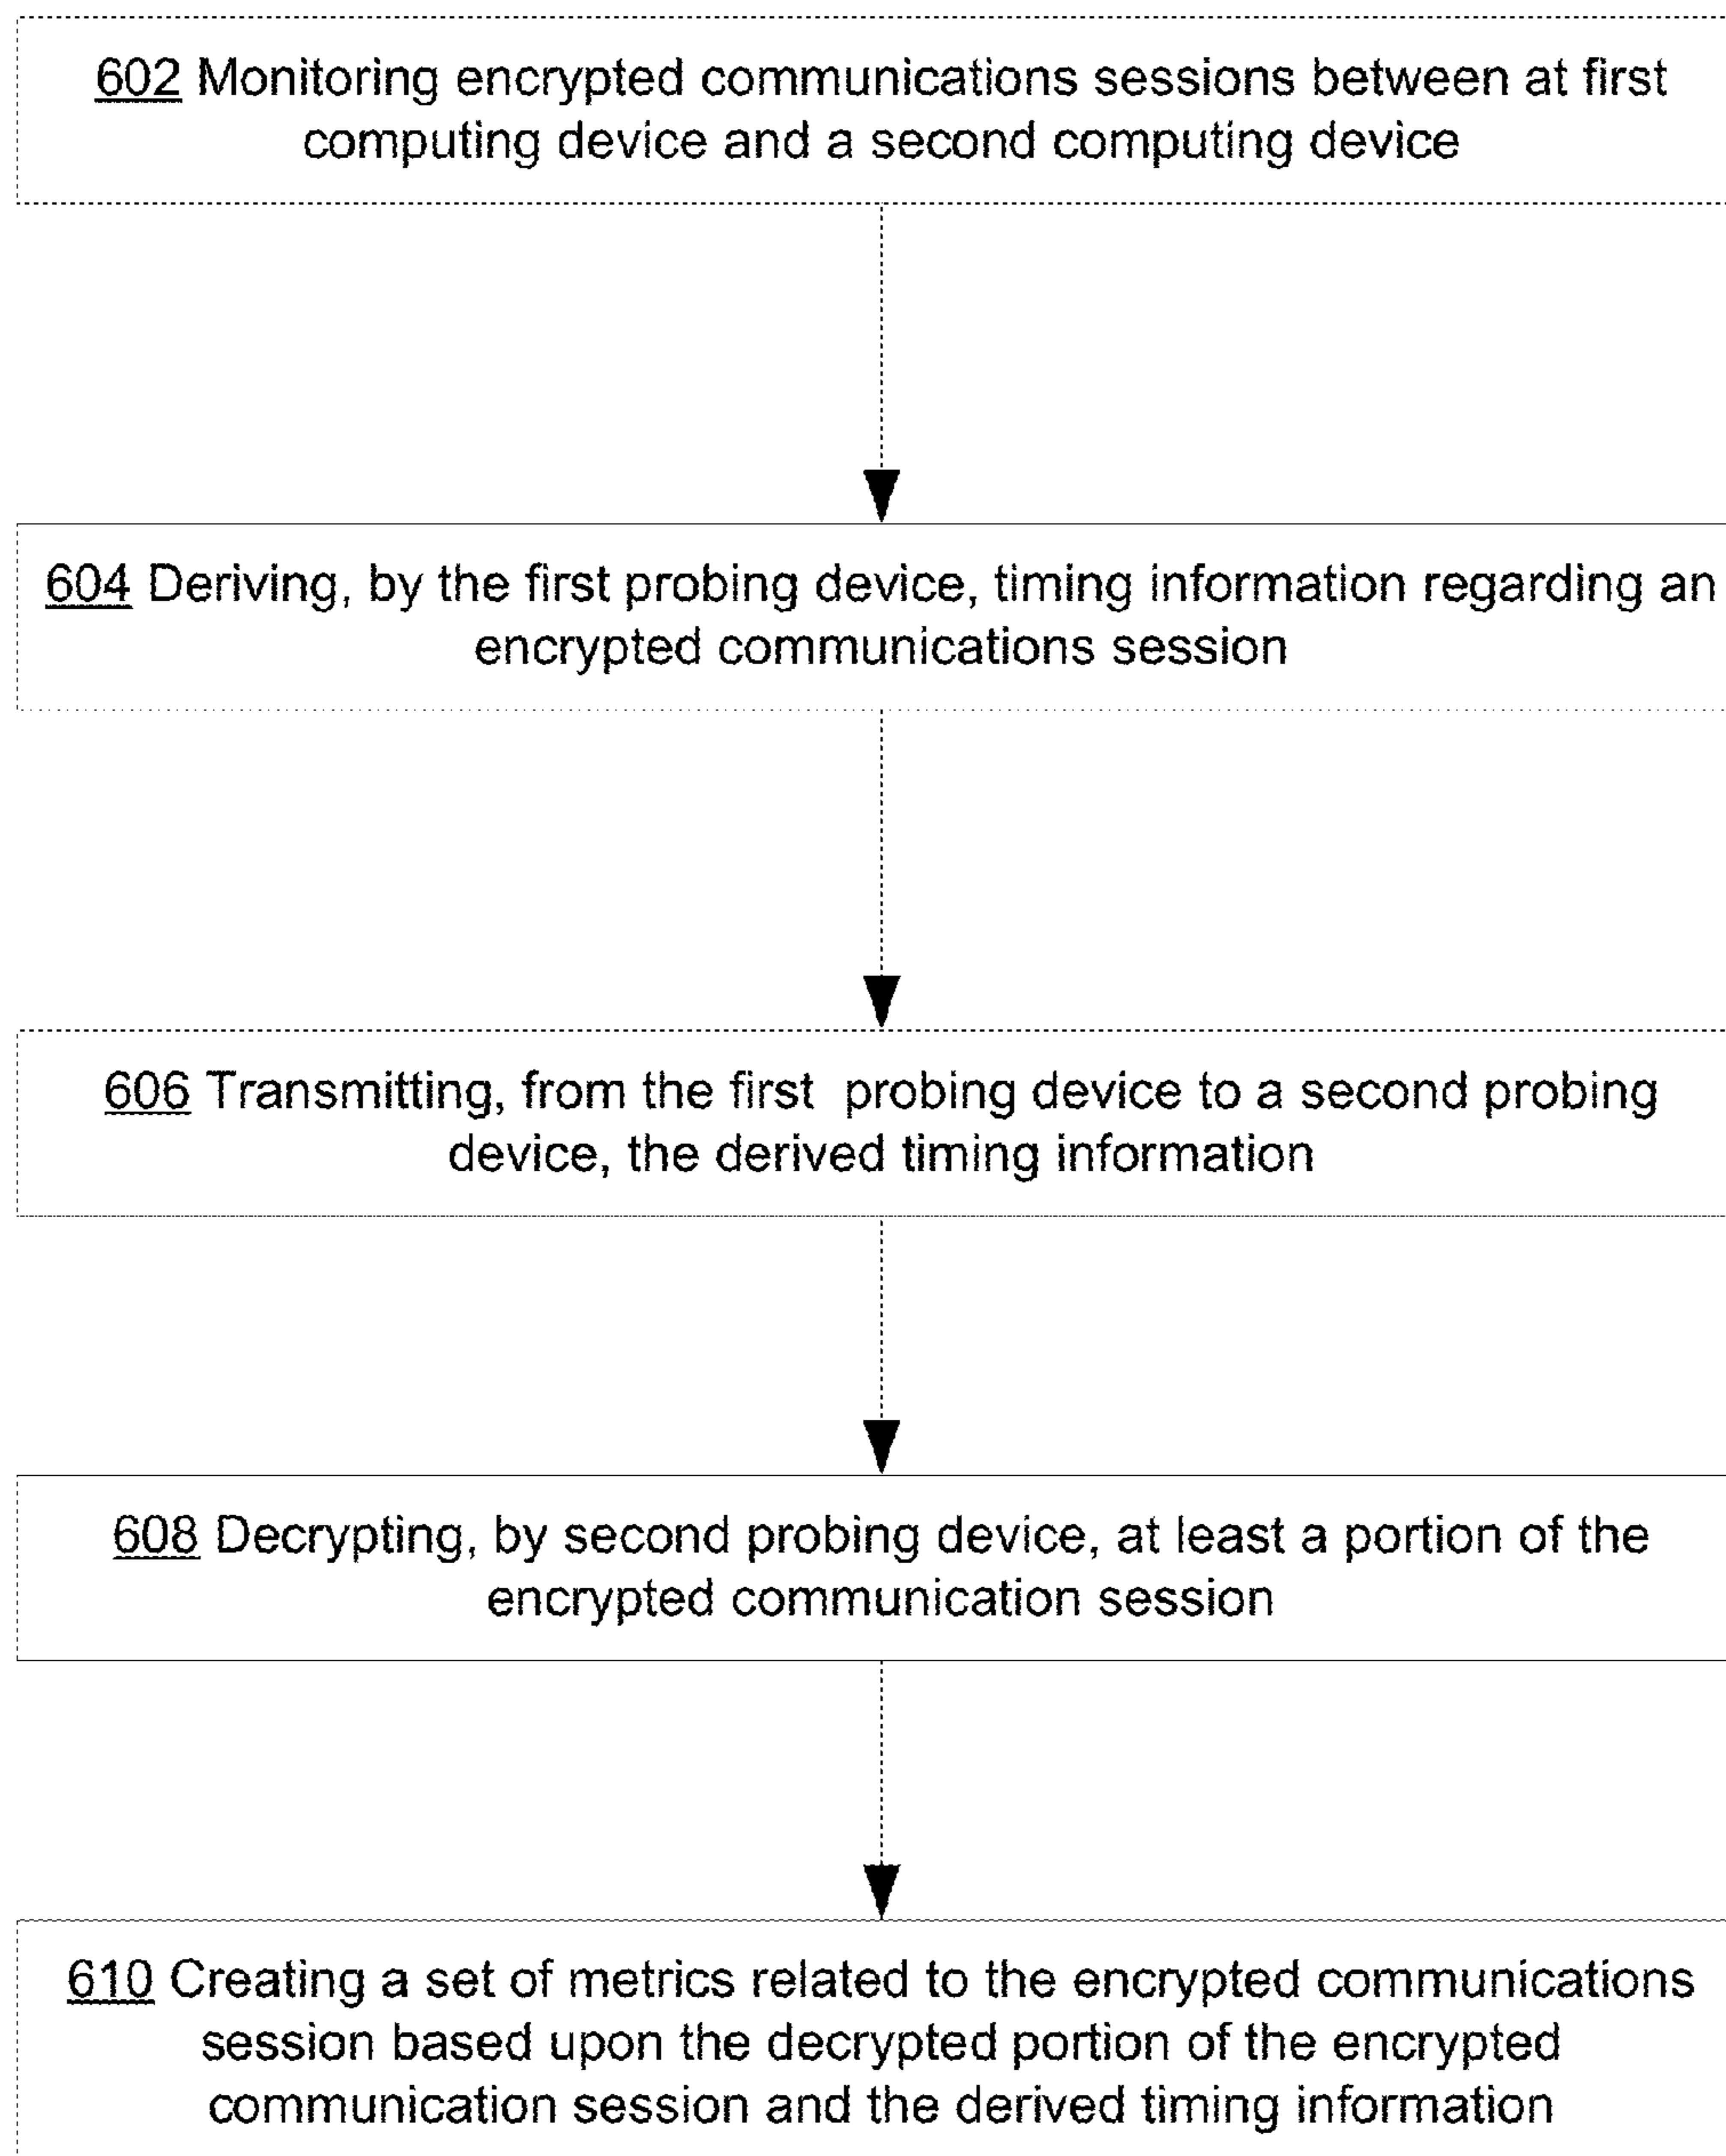 602 Monitoring encrypted communications sessions between at first
computing device and a second computing device
604 Deriving, by the first probing device, timing information regarding an
encrypted communications session
606 Transmitting, from the first probing device to a second probing
device, the derived timing information
608 Decrypting, by second probing device, at least a portion of the
encrypted communication session
610 Creating a set of metrics related to the encrypted communications
session based upon the decrypted portion of the encrypted
communication session and the derived timing information